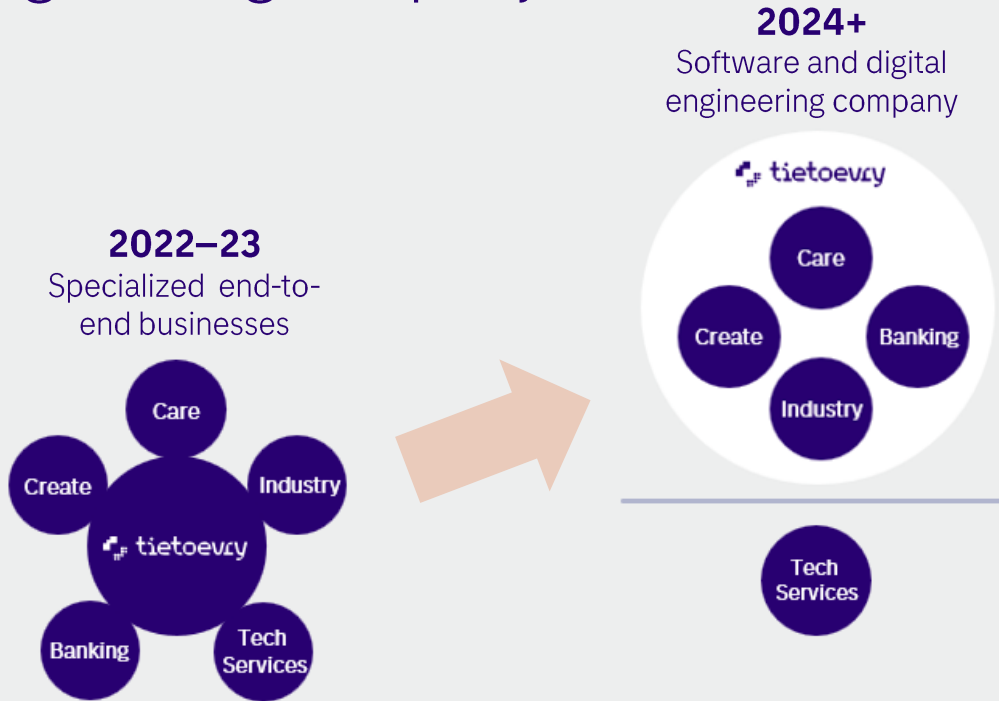 2022–23
Specialized end-to-
end businesses
Care
Create
Industry
tietoevry
Banking
Tech
Services
2024+
Software and digital
engineering company
tietoevry
Care
Create
Banking
Industry
Tech
Services